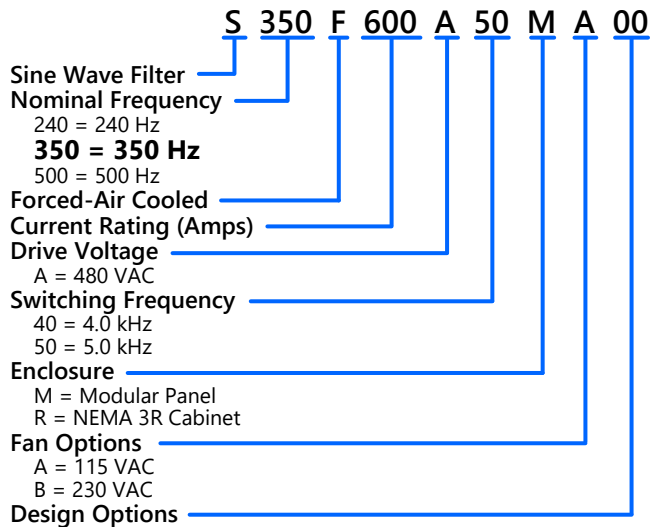 S 350 F 600 A 50 M A 00
Sine Wave Filter
Nominal Frequency
240 = 240 Hz
350 = 350 Hz
500 = 500 Hz
Forced-Air Cooled
Current Rating (Amps)
Drive Voltage
A = 480 VAC
Switching Frequency
40 = 4.0 kHz
50 = 5.0 kHz
Enclosure
M = Modular Panel
R = NEMA 3R Cabinet
Fan Options
A = 115 VAC
B = 230 VAC
Design Options